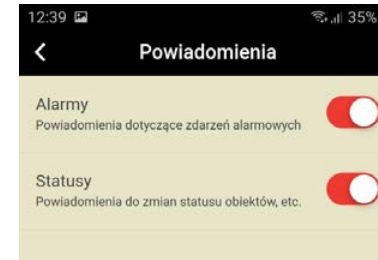 12:39 35%
Powiadomienia
Alarmy
Powiadomienia dotyczące zdarzeń alarmowych
Statusy
Powiadomienia do zmian statusu obiektów, etc.